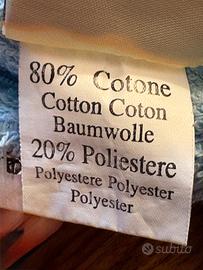 80% Cotone
Cotton Coton
Baumwolle
20% Poliestere
Polyestere Polyester
Polyester
subito